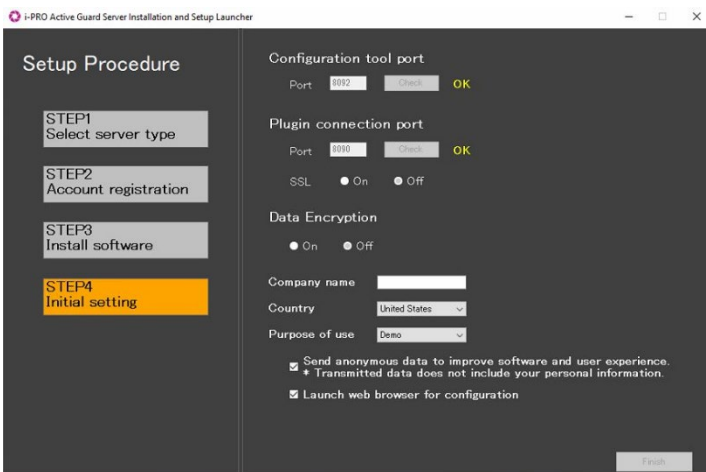 i-PRO Active Guard Server Installation and Setup Launcher
Setup Procedure
STEP1
Select server type
STEP2
Account registration
STEP3
Install software
STEP4
Initial setting
Configuration tool port
Port 8092 Check OK
Plugin connection port
Port 8090 Check OK
SSL On Off
Data Encryption
On Off
Company name
Country United States
Purpose of use Demo
Send anonymous data to improve software and user experience.
* Transmitted data does not include your personal information.
Launch web browser for configuration
Finish